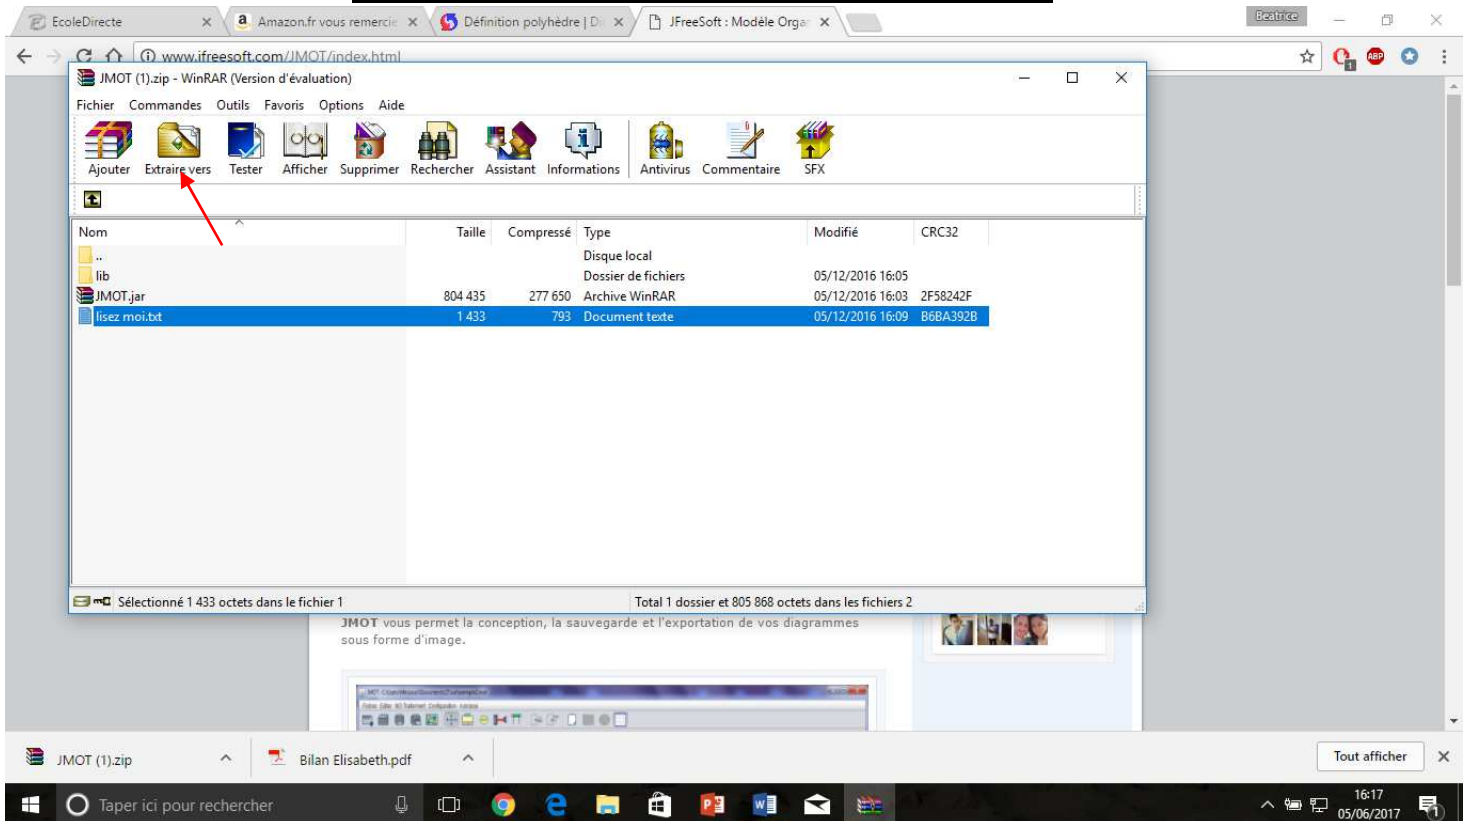 EcoleDirecte
Amazon.fr vous remercie
Définition polyhèdre | Di
JFreeSoft : Modèle Orga
Beatrice
www.jfreesoft.com/JMOT/index.html
ABP
1
JMOT (1).zip - WinRAR (Version d'évaluation)
Fichier Commandes Outils Favoris Options Aide
Ajouter Extraire vers Tester Afficher Supprimer Rechercher Assistant Informations Antivirus Commentaire SFX
Nom Taille Compressé Type Modifié CRC32
.. Disque local
lib Dossier de fichiers 05/12/2016 16:05
JMOT.jar 804 435 277 650 Archive WinRAR 05/12/2016 16:03 2F58242F
lisez moi.txt 1 433 793 Document texte 05/12/2016 16:09 B6BA392B
Sélectionné 1 433 octets dans le fichier 1 Total 1 dossier et 805 868 octets dans les fichiers 2
JMOT vous permet la conception, la sauvegarde et l'exportation de vos diagrammes
sous forme d'image.
JMOT (1).zip
Bilan Elisabeth.pdf
Tout afficher
Taper ici pour rechercher
16:17
05/06/2017
1